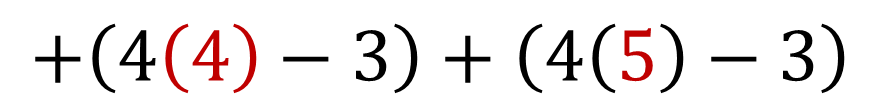 +(4(4) − 3) + (4(5) − 3)